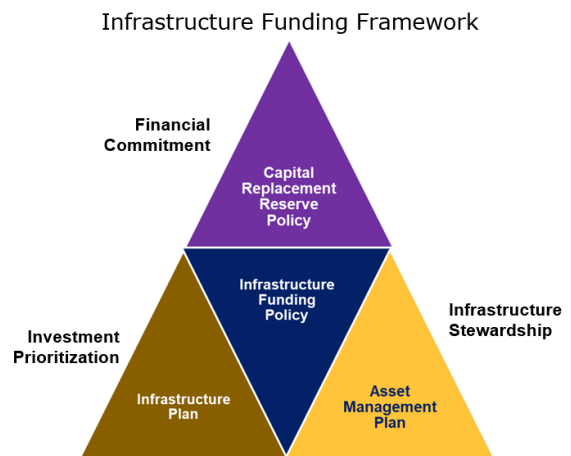 Infrastructure Funding Framework
Financial
Commitment
Capital
Replacement
Reserve
Policy
Infrastructure
Funding
Policy
Infrastructure
Stewardship
Investment
Prioritization
Infrastructure
Plan
Asset
Management
Plan